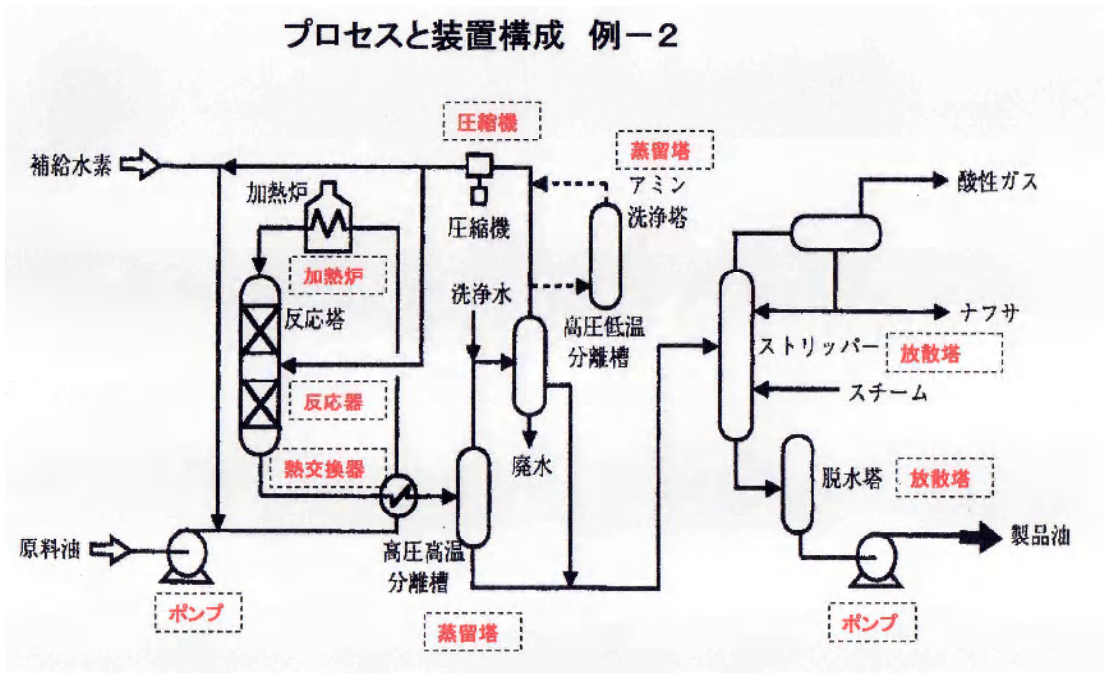 プロセスと装置構成 例－2
圧縮機
蒸留塔
補給水素
加熱炉
アミン
洗浄塔
酸性ガス
圧縮機
加熱炉
洗浄水
反応塔
高圧低温
分離槽
ナフサ
ストリッパー
放散塔
反応器
スチーム
廃水
熱交換器
脱水塔
放散塔
原料油
高圧高温
分離槽
製品油
ポンプ
蒸留塔
ポンプ